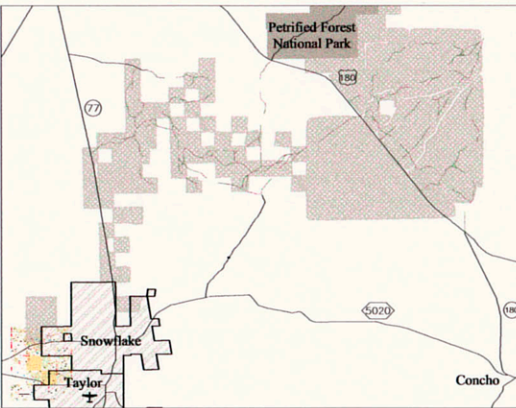 Petrified Forest
National Park
180
77
5020
180
Snowflake
Taylor
Concho